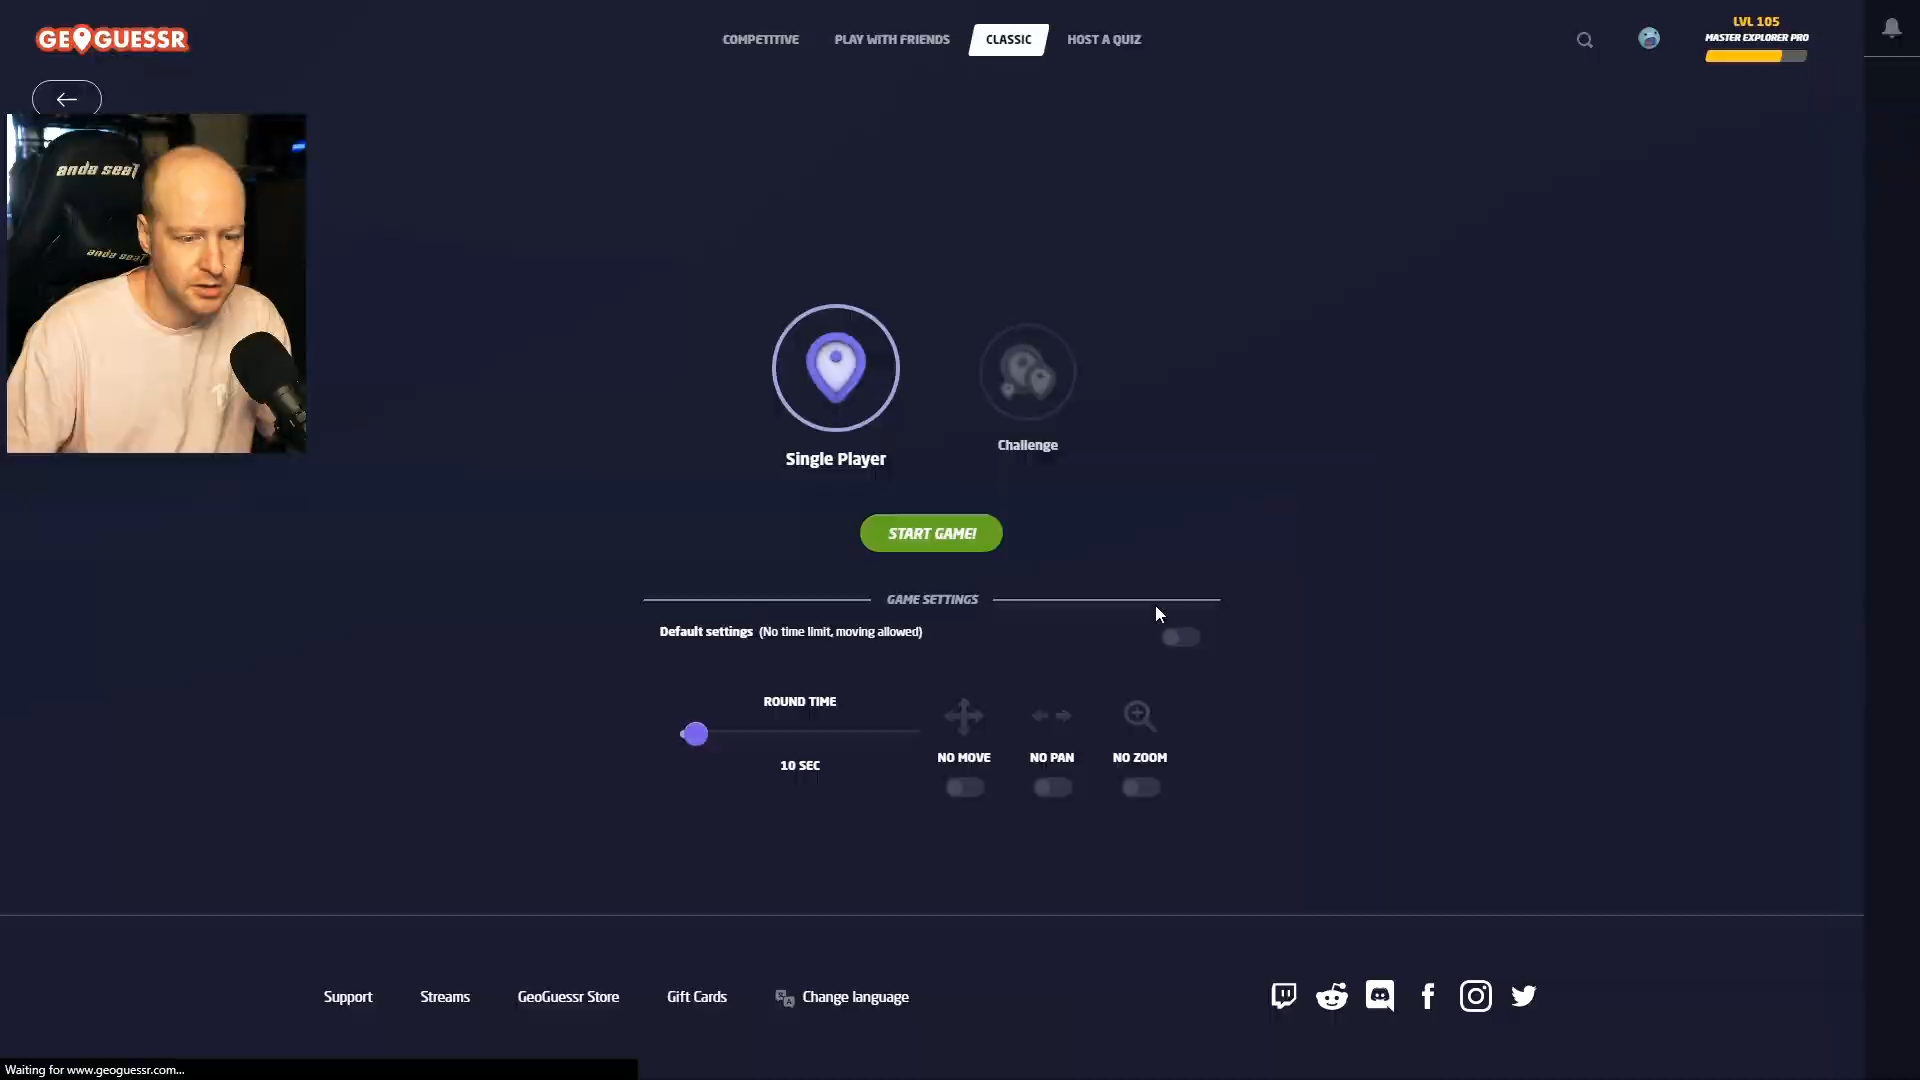 GEOGUESSR
COMPETITIVE
PLAY WITH FRIENDS
CLASSIC
HOST A QUIZ
LVL 105
MASTER EXPLORER PRO
anda seaT
anda seaT
Single Player
Challenge
START GAME!
GAME SETTINGS
Default settings (No time limit, moving allowed)
ROUND TIME
10 SEC
NO MOVE
NO PAN
NO ZOOM
Support
Streams
GeoGuessr Store
Gift Cards
Change language
Waiting for www.geoguessr.com...